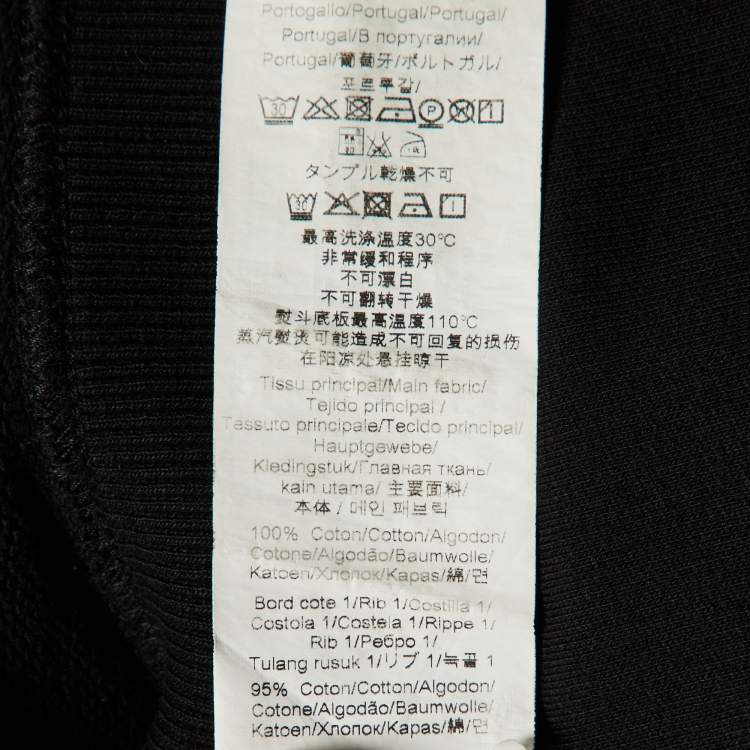 Portogallo/Portugal/Portugal/
Portugal/В португалии/
Portugal/葡萄牙/ポルトガル/
포르투갈/
30
タンブル乾燥不可
30
最高洗涤温度30℃
非常缓和程序
不可漂白
不可翻转干燥
熨斗底板最高温度110℃
蒸汽熨烫可能造成不可回复的损伤
在阳凉处悬挂晾干
Tissu principal/Main fabric/
Tejido principal /
Tessuto principale/Tecido principal/
Hauptgewebe/
Kledingstuk/Главная ткань/
kain utama/ 主要面料/
本体 / 메인 패브릭
100% Coton/Cotton/Algodon/
Cotone/Algodão/Baumwolle/
Katoen/Хлопок/Kapas/綿/면
Bord cote 1/Rib 1/Costilla 1/
Costola 1/Costela 1/Rippe 1/
Rib 1/Ребро 1/
Tulang rusuk 1/リブ 1/늑골 1
95% Coton/Cotton/Algodon/
Cotone/Algodão/Baumwolle/
Katoen/Хлопок/Kapas/綿/면